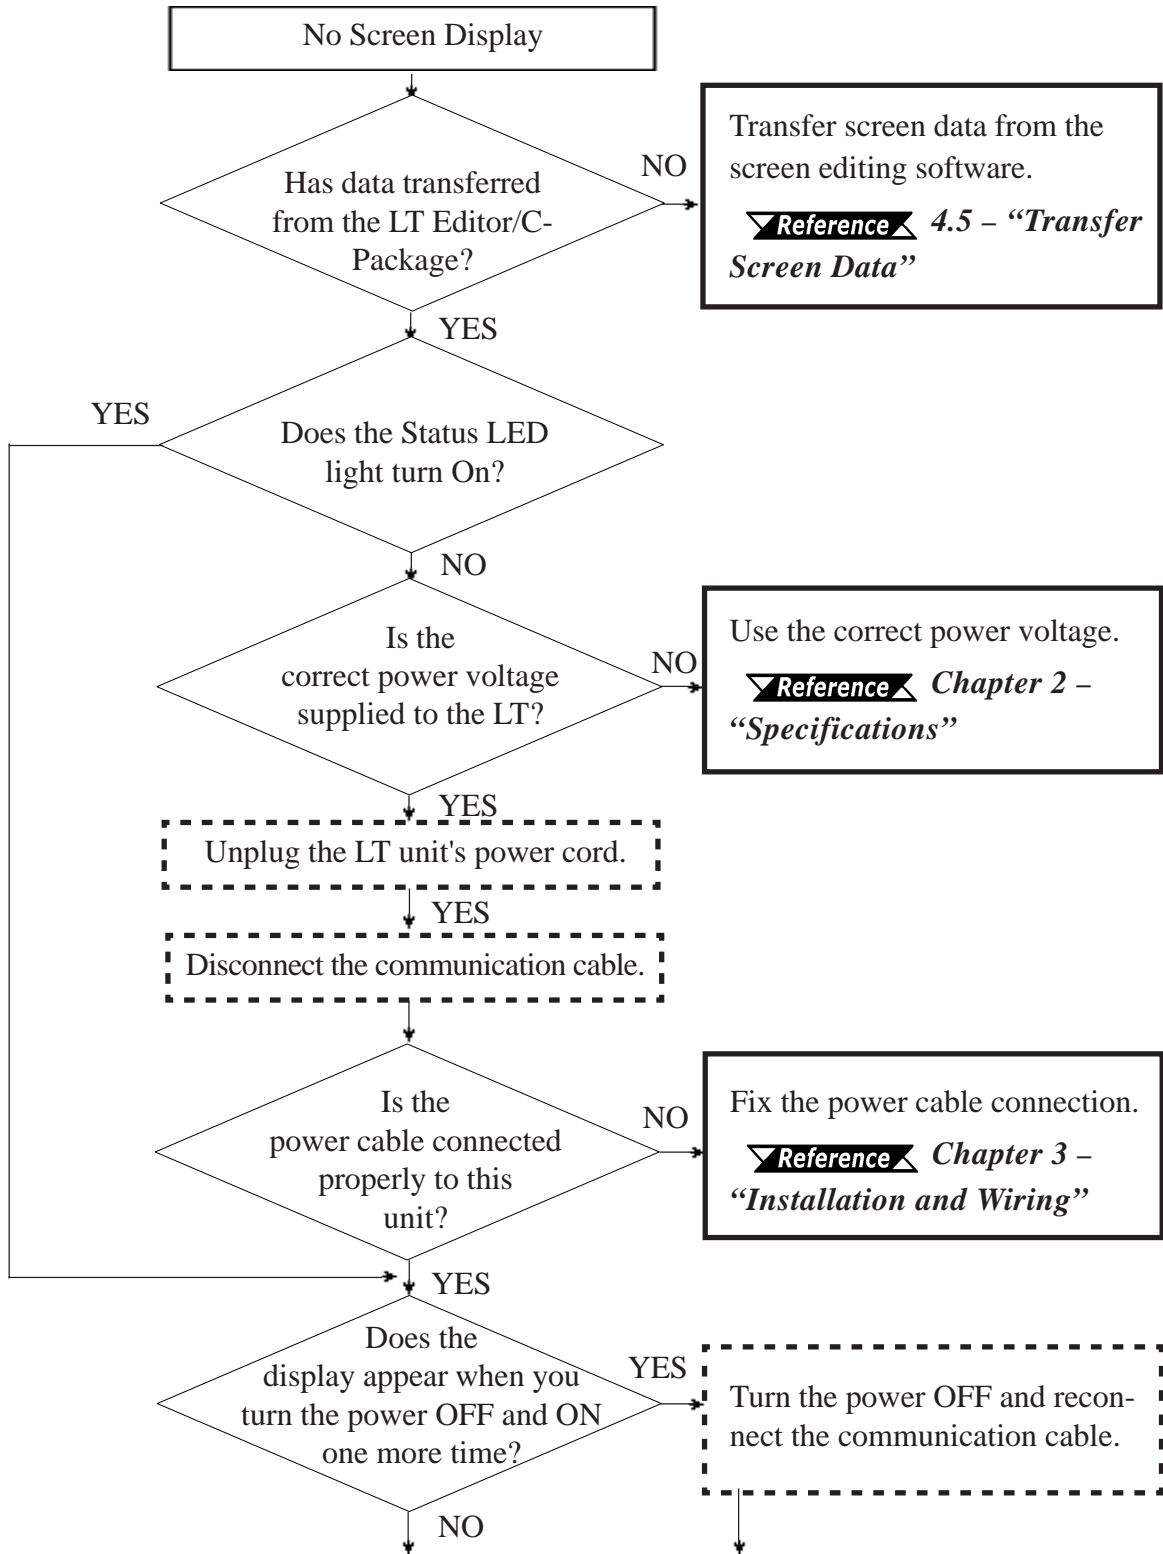 No Screen Display
Has data transferred
from the LT Editor/C-
Package?
NO
Transfer screen data from the
screen editing software.
Reference 4.5 – “Transfer
Screen Data”
YES
YES
Does the Status LED
light turn On?
NO
Is the
correct power voltage
supplied to the LT?
NO
Use the correct power voltage.
Reference Chapter 2 –
“Specifications”
YES
Unplug the LT unit's power cord.
YES
Disconnect the communication cable.
Is the
power cable connected
properly to this
unit?
NO
Fix the power cable connection.
Reference Chapter 3 –
“Installation and Wiring”
YES
Does the
display appear when you
turn the power OFF and ON
one more time?
YES
Turn the power OFF and recon-
nect the communication cable.
NO